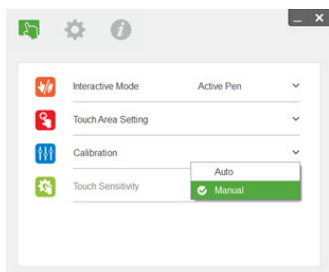 Interactive Mode Active Pen
Touch Area Setting
Calibration
Auto
Touch Sensitivity
Manual